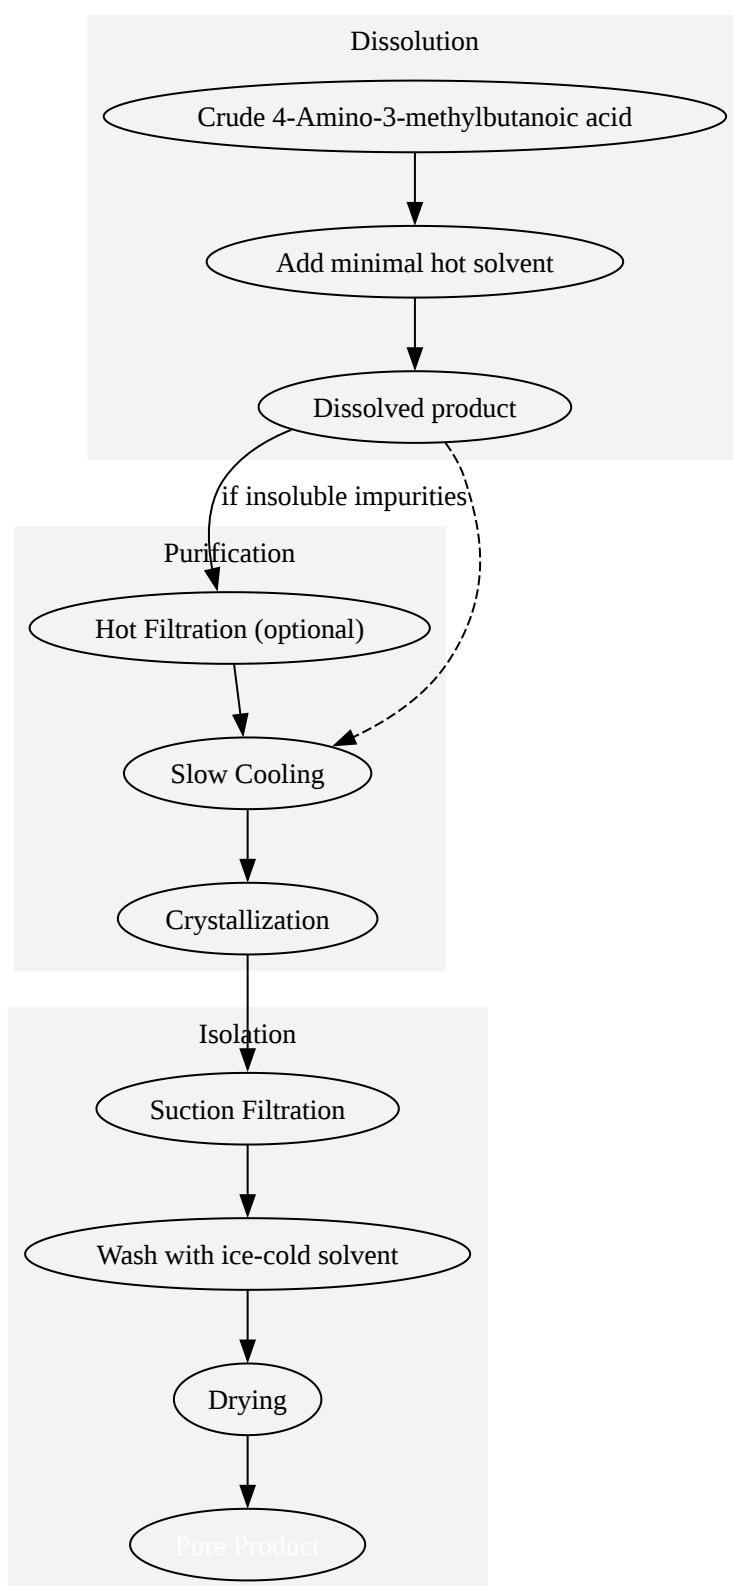 Dissolution
Crude 4-Amino-3-methylbutanoic acid
Add minimal hot solvent
Dissolved product
if insoluble impurities
Purification
Hot Filtration (optional)
Slow Cooling
Crystallization
Isolation
Suction Filtration
Wash with ice-cold solvent
Drying
Pure Product